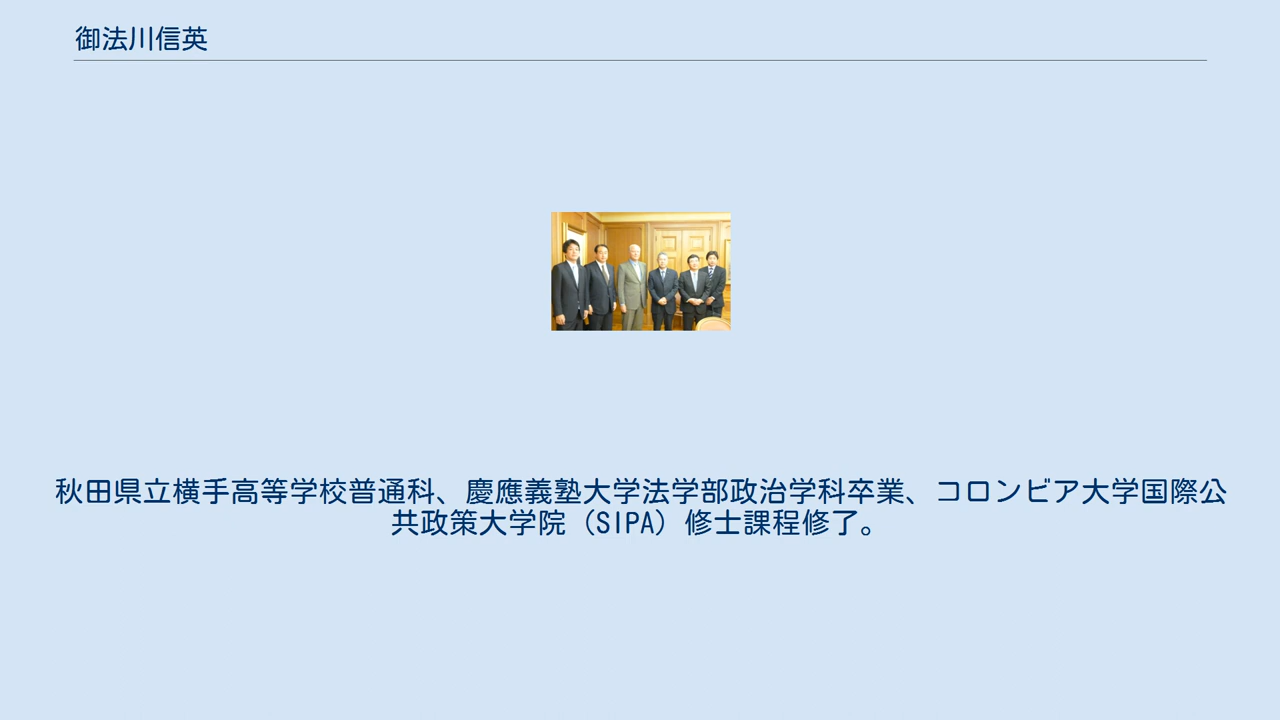 御法川信英
秋田県立横手高等学校普通科、慶應義塾大学法学部政治学科卒業、コロンビア大学国際公
共政策大学院（SIPA）修士課程修了。